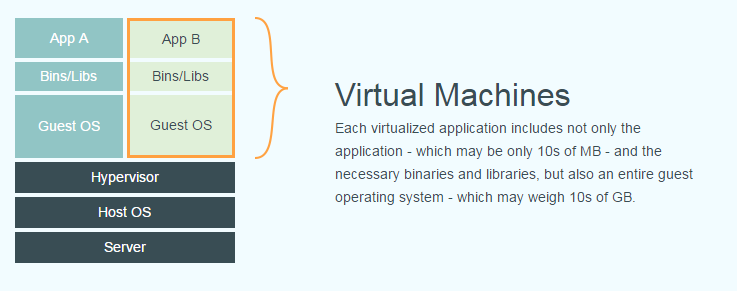 App A
App B
Bins/Libs
Bins/Libs
Guest OS
Guest OS
Hypervisor
Host OS
Server
Virtual Machines
Each virtualized application includes not only the
application - which may be only 10s of MB - and the
necessary binaries and libraries, but also an entire guest
operating system - which may weigh 10s of GB.